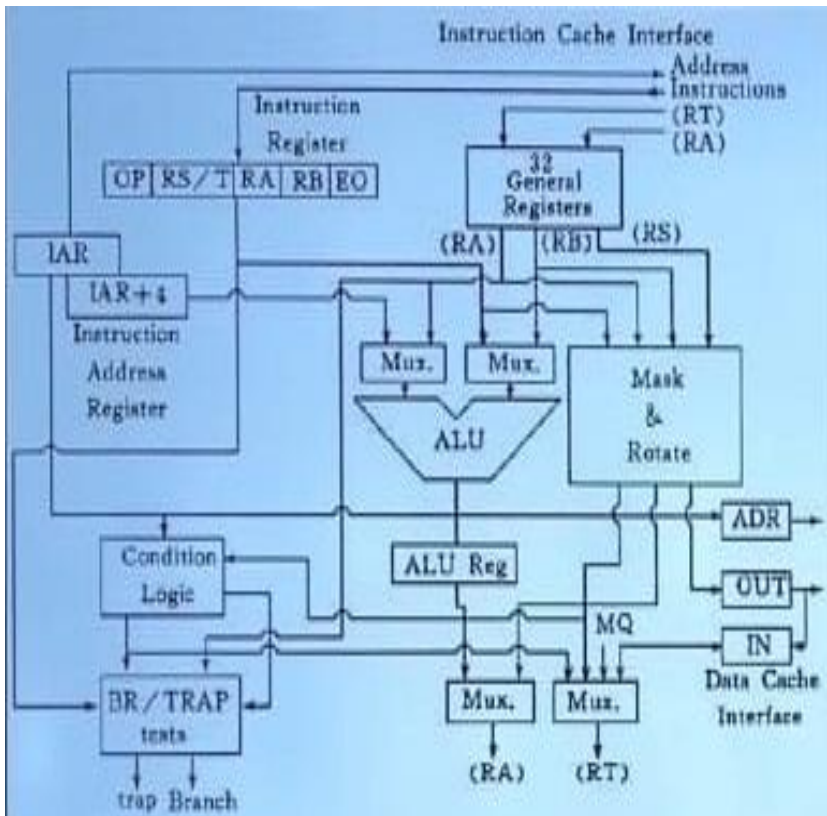 Instruction Cache Interface
Address
Instructions
(RT)
(RA)
Instruction
Register
OP RS/T RA RB EO
32
General
Registers
(RA) (RB) (RS)
IAR
IAR+4
Instruction
Address
Register
Mux. Mux.
Mask
&
Rotate
ALU
ADR
Condition
Logic
ALU Reg
OUT
MQ
IN
Data Cache
Interface
BR/TRAP
tests
Mux. Mux.
(RA) (RT)
trap Branch